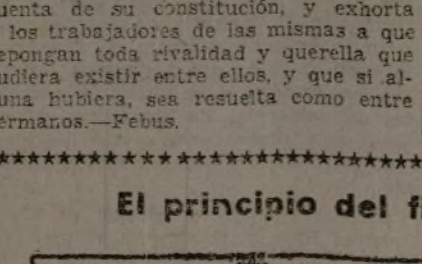 uenta de su constitución, y exhorta
los trabajadores de las mismas a que
epongan toda rivalidad y querella que
udiera existir entre ellos, y que si al-
una hubiera, sea resuelta como entre
ermanos.—Febus.
★★★★★★★★★★★★★★★★★★★★★★★★★★★★★★★
El principio del f